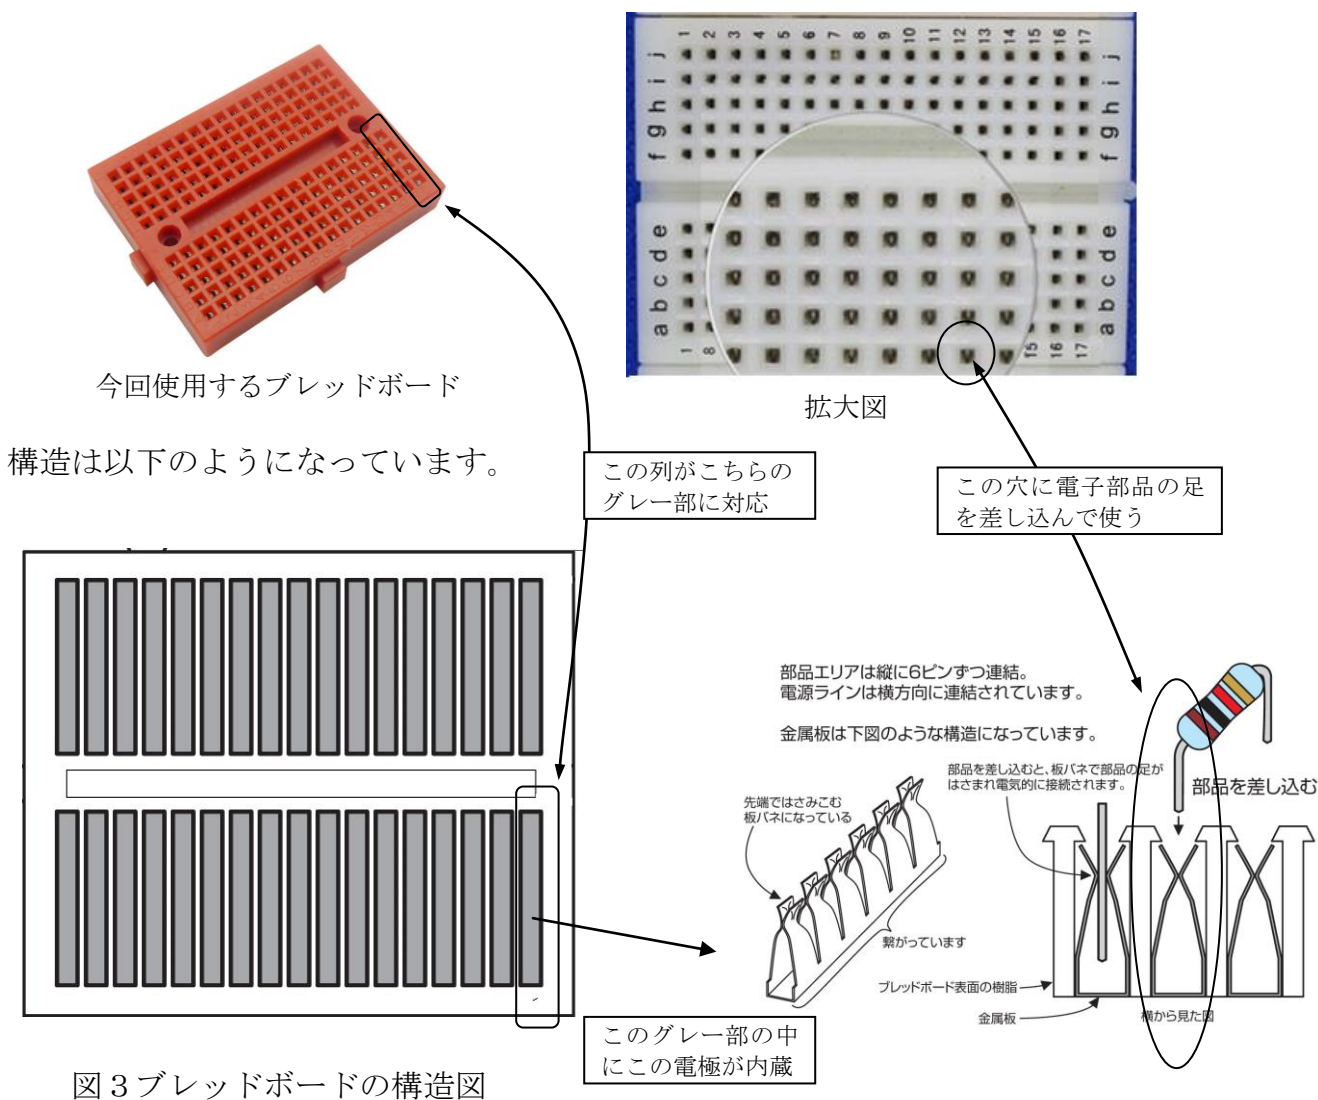 1 2 3 4 5 6 7 8 9 10 11 12 13 14 15 16 17
j j
i i
h h
g g
f f
e e
d d
c c
b b
a a
1 8 15 16 17
今回使用するブレッドボード
拡大図
構造は以下のようになっています。
この列がこちらの
グレー部に対応
この穴に電子部品の足
を差し込んで使う
部品エリアは縦に6ピンずつ連結。
電源ラインは横方向に連結されています。
金属板は下図のような構造になっています。
部品を差し込むと、板バネで部品の足が
はさまれ電気的に接続されます。
部品を差し込む
先端ではさみこむ
板バネになっている
繋がっています
ブレッドボード表面の樹脂
金属板
横から見た図
このグレー部の中
にこの電極が内蔵
図３ブレッドボードの構造図